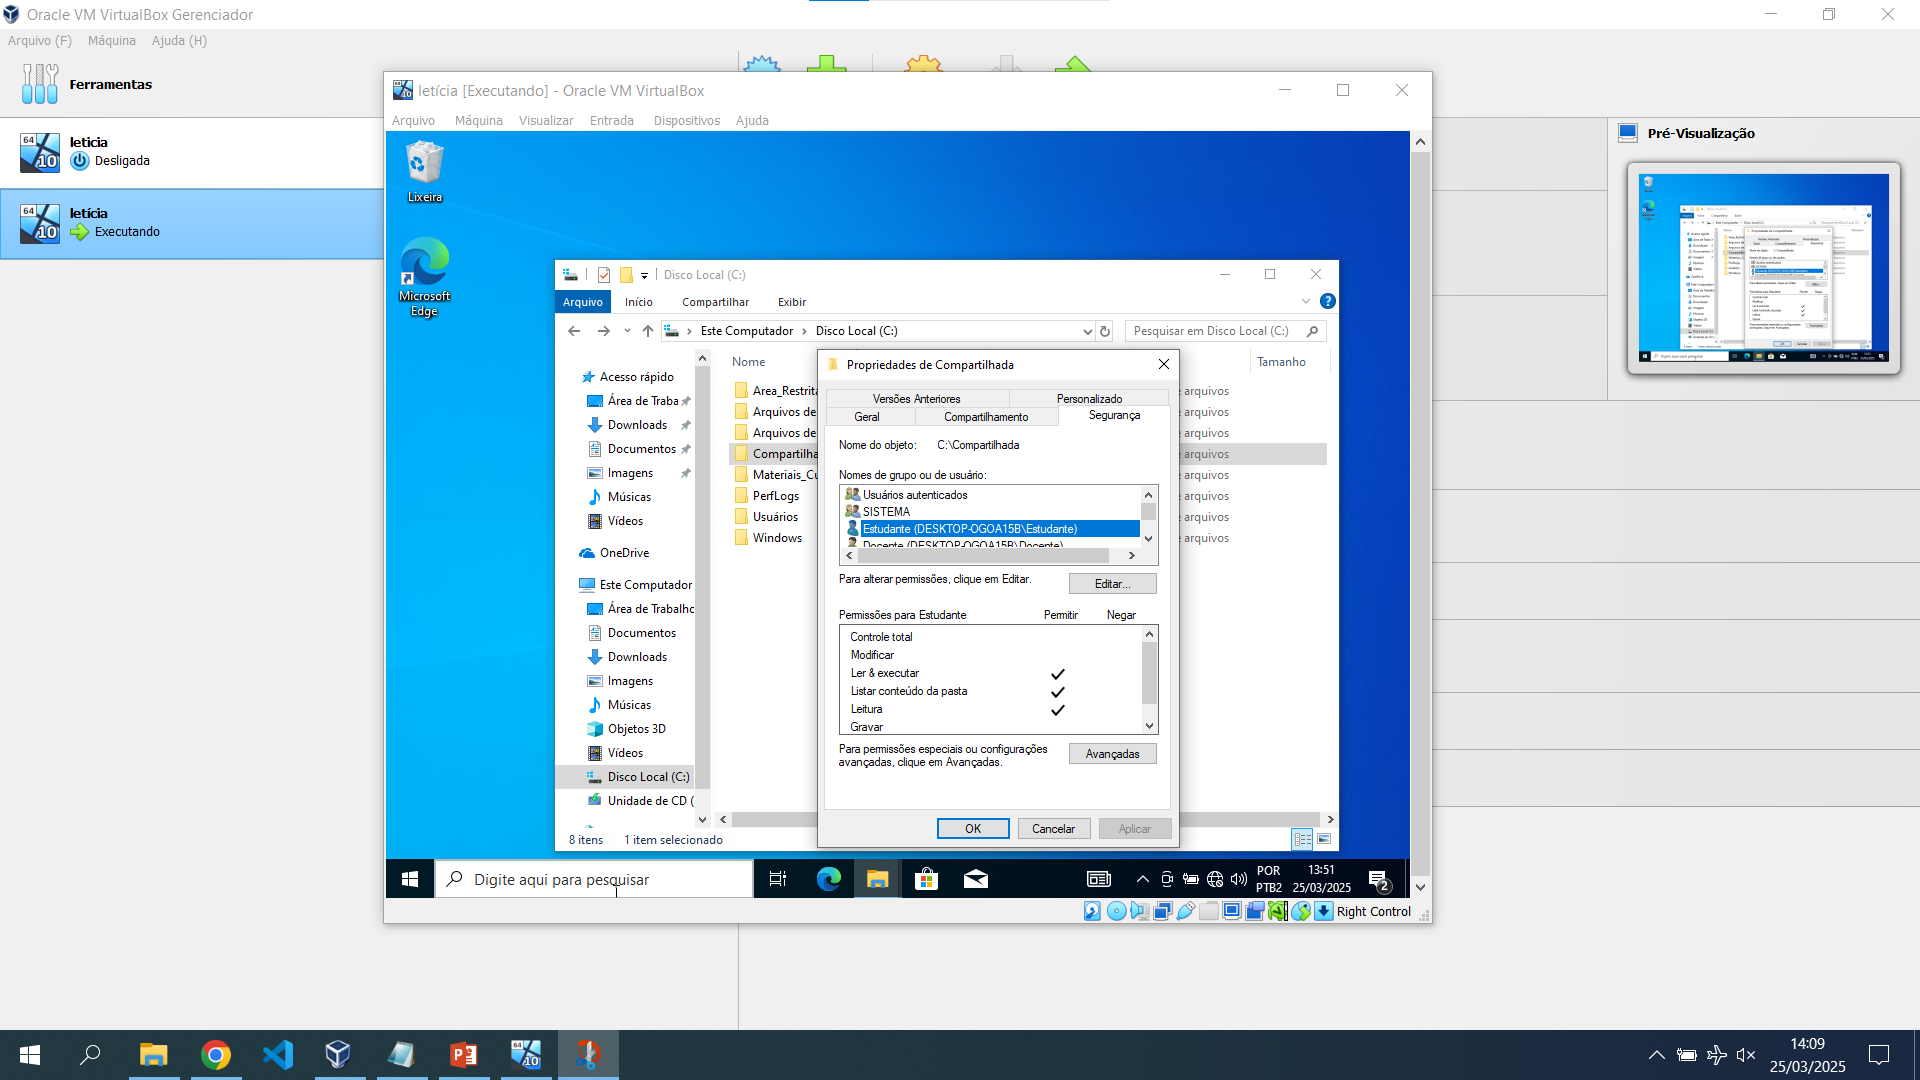 Oracle VM VirtualBox Gerenciador
Arquivo (F) Máquina Ajuda (H)
Ferramentas
leticia
Desligada
letícia
Executando
Pré-Visualização
letícia [Executando] - Oracle VM VirtualBox
Arquivo Máquina Visualizar Entrada Dispositivos Ajuda
Lixeira
Microsoft
Edge
Disco Local (C:)
Arquivo Início Compartilhar Exibir
Este Computador Disco Local (C:)
Pesquisar em Disco Local (C:)
Acesso rápido
Área de Traba
Downloads
Documentos
Imagens
Músicas
Vídeos
OneDrive
Este Computador
Área de Trabalho
Documentos
Downloads
Imagens
Músicas
Objetos 3D
Vídeos
Disco Local (C:)
Unidade de CD (
Nome
Tamanho
Area_Restrita
Arquivos de
Arquivos de
Compartilha
Materiais_Cu
PerfLogs
Usuários
Windows
arquivos
arquivos
arquivos
arquivos
arquivos
arquivos
arquivos
arquivos
Propriedades de Compartilhada
Versões Anteriores Personalizado
Geral Compartilhamento Segurança
Nome do objeto: C:\Compartilhada
Nomes de grupo ou de usuário:
Usuários autenticados
SISTEMA
Estudante (DESKTOP-OGOA15B\Estudante)
Docente (DESKTOP-OGOA15B\Docente)
Para alterar permissões, clique em Editar.
Editar...
Permissões para Estudante Permitir Negar
Controle total
Modificar
Ler & executar
Listar conteúdo da pasta
Leitura
Gravar
Para permissões especiais ou configurações
avançadas, clique em Avançadas.
Avançadas
OK Cancelar Aplicar
8 itens 1 item selecionado
Digite aqui para pesquisar
POR
PTB2
13:51
25/03/2025
2
Right Control
14:09
25/03/2025